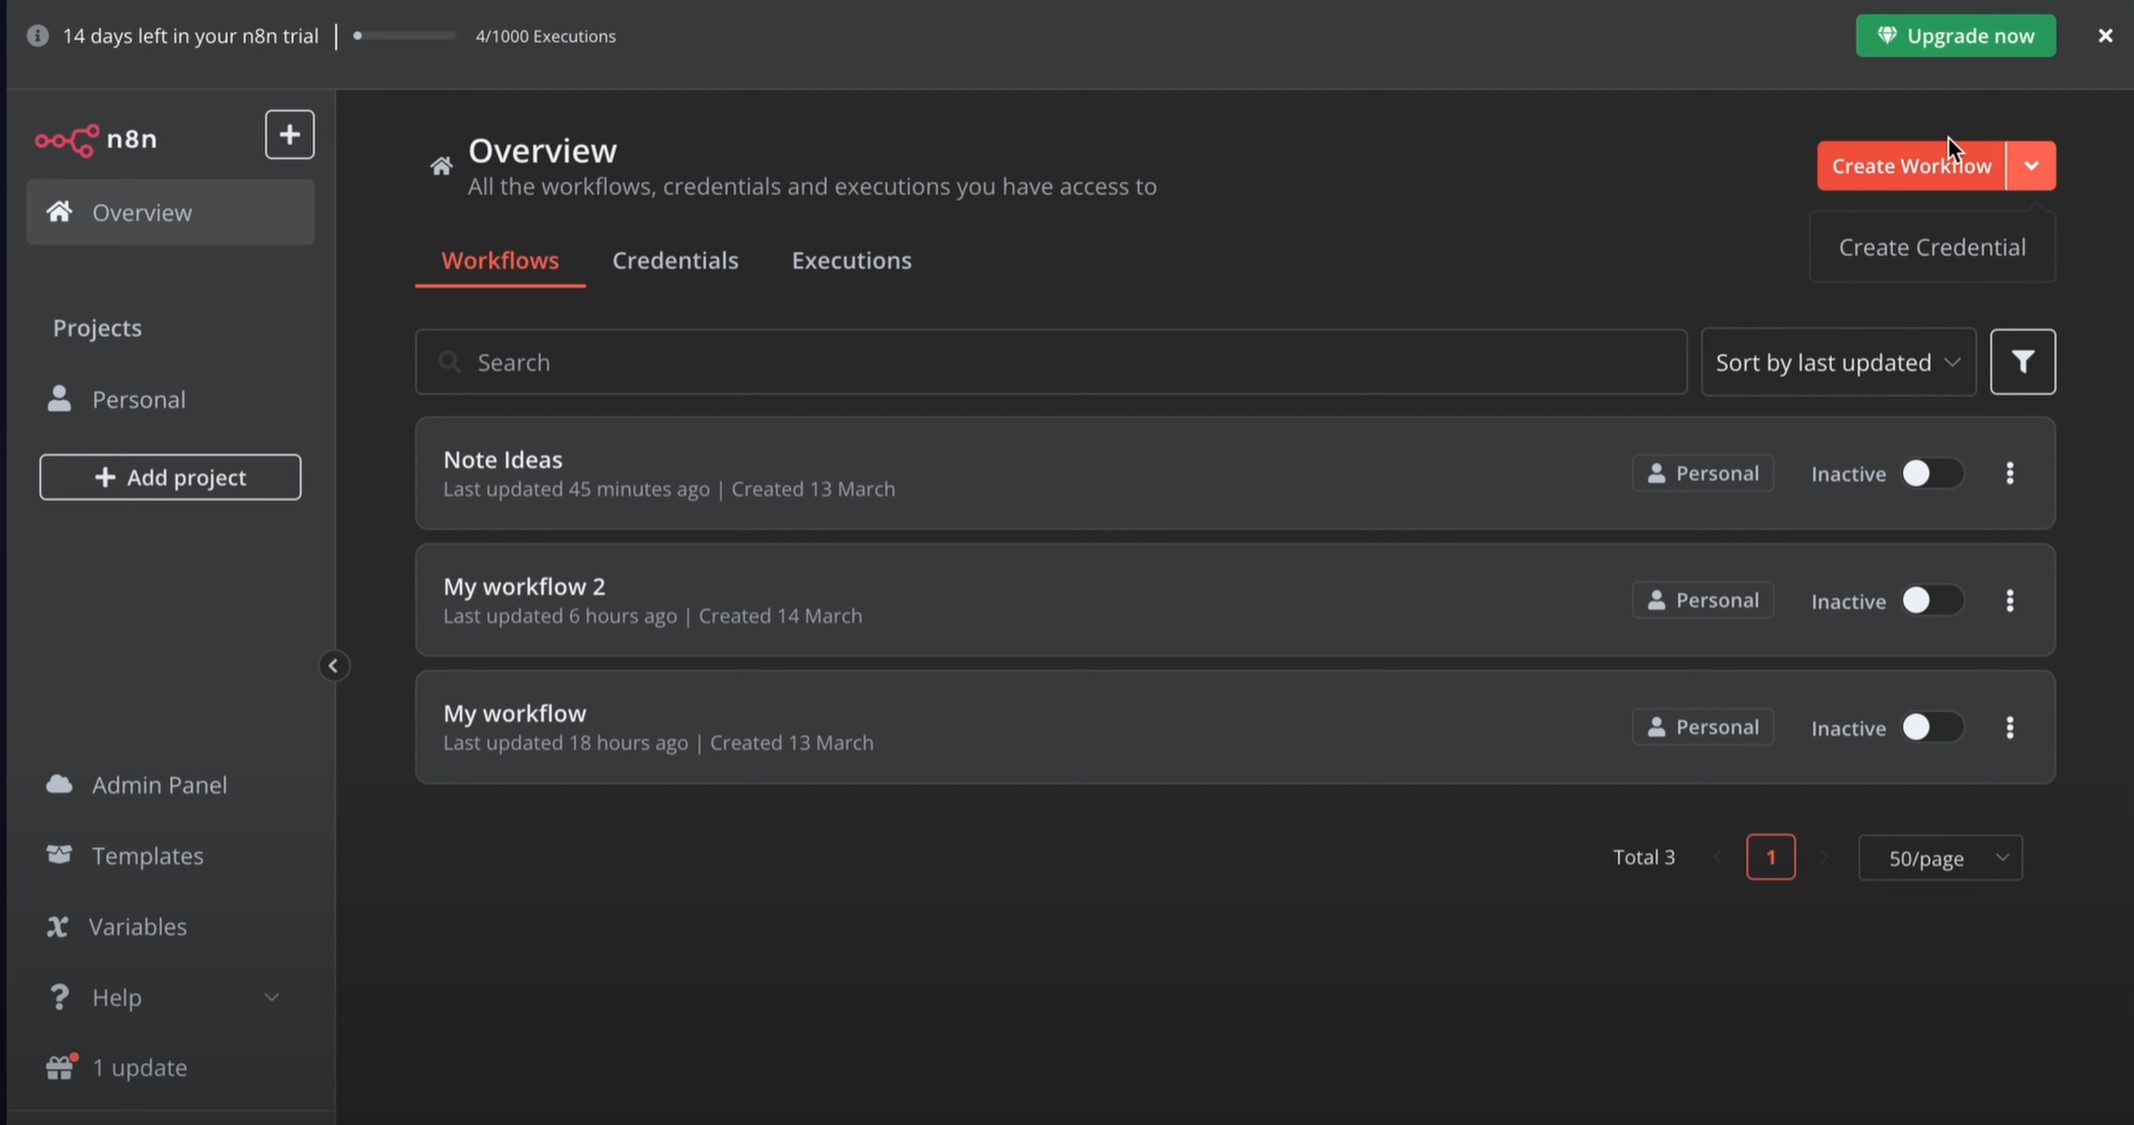 14 days left in your n8n trial
4/1000 Executions
Upgrade now
n8n
Overview
Projects
Personal
Add project
Admin Panel
Templates
Variables
Help
1 update
Overview
All the workflows, credentials and executions you have access to
Create Workflow
Create Credential
Workflows
Credentials
Executions
Search
Sort by last updated
Note Ideas
Last updated 45 minutes ago | Created 13 March
Personal
Inactive
My workflow 2
Last updated 6 hours ago | Created 14 March
Personal
Inactive
My workflow
Last updated 18 hours ago | Created 13 March
Personal
Inactive
Total 3
1
50/page